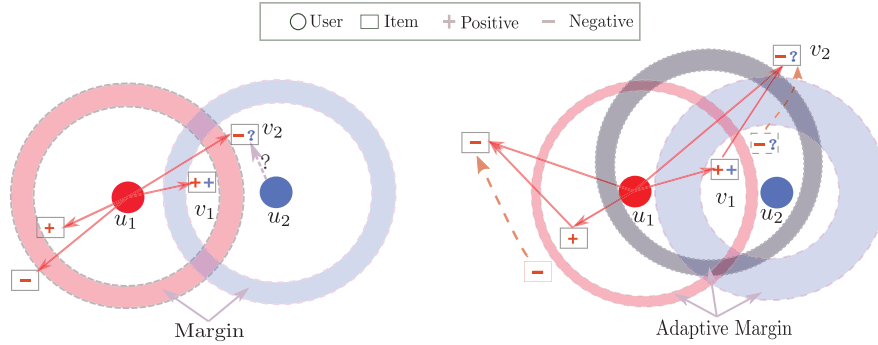 User Item + Positive − Negative
− ? v2
− ? v2
?
−
− ?
+ +
+ +
v1
v1
u1
u2
u1
u2
+
+
−
−
Margin
Adaptive Margin